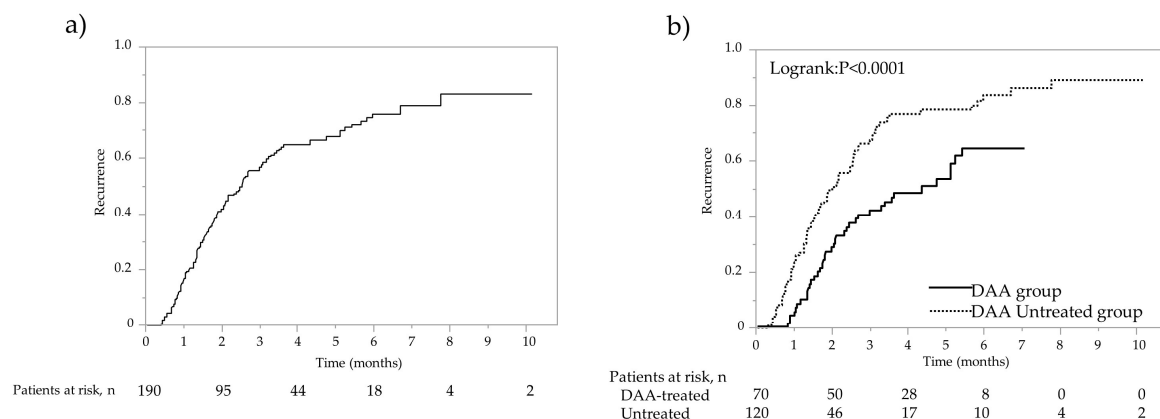 a)
1.0
0.8
0.6
0.4
0.2
0
Recurrence
0 1 2 3 4 5 6 7 8 9 10
Time (months)
Patients at risk, n 190 95 44 18 4 2
b)
Logrank:P<0.0001
1.0
0.8
0.6
0.4
0.2
0
Recurrence
DAA group
DAA Untreated group
0 1 2 3 4 5 6 7 8 9 10
Time (months)
Patients at risk, n
DAA-treated 70 50 28 8 0 0
Untreated 120 46 17 10 4 2